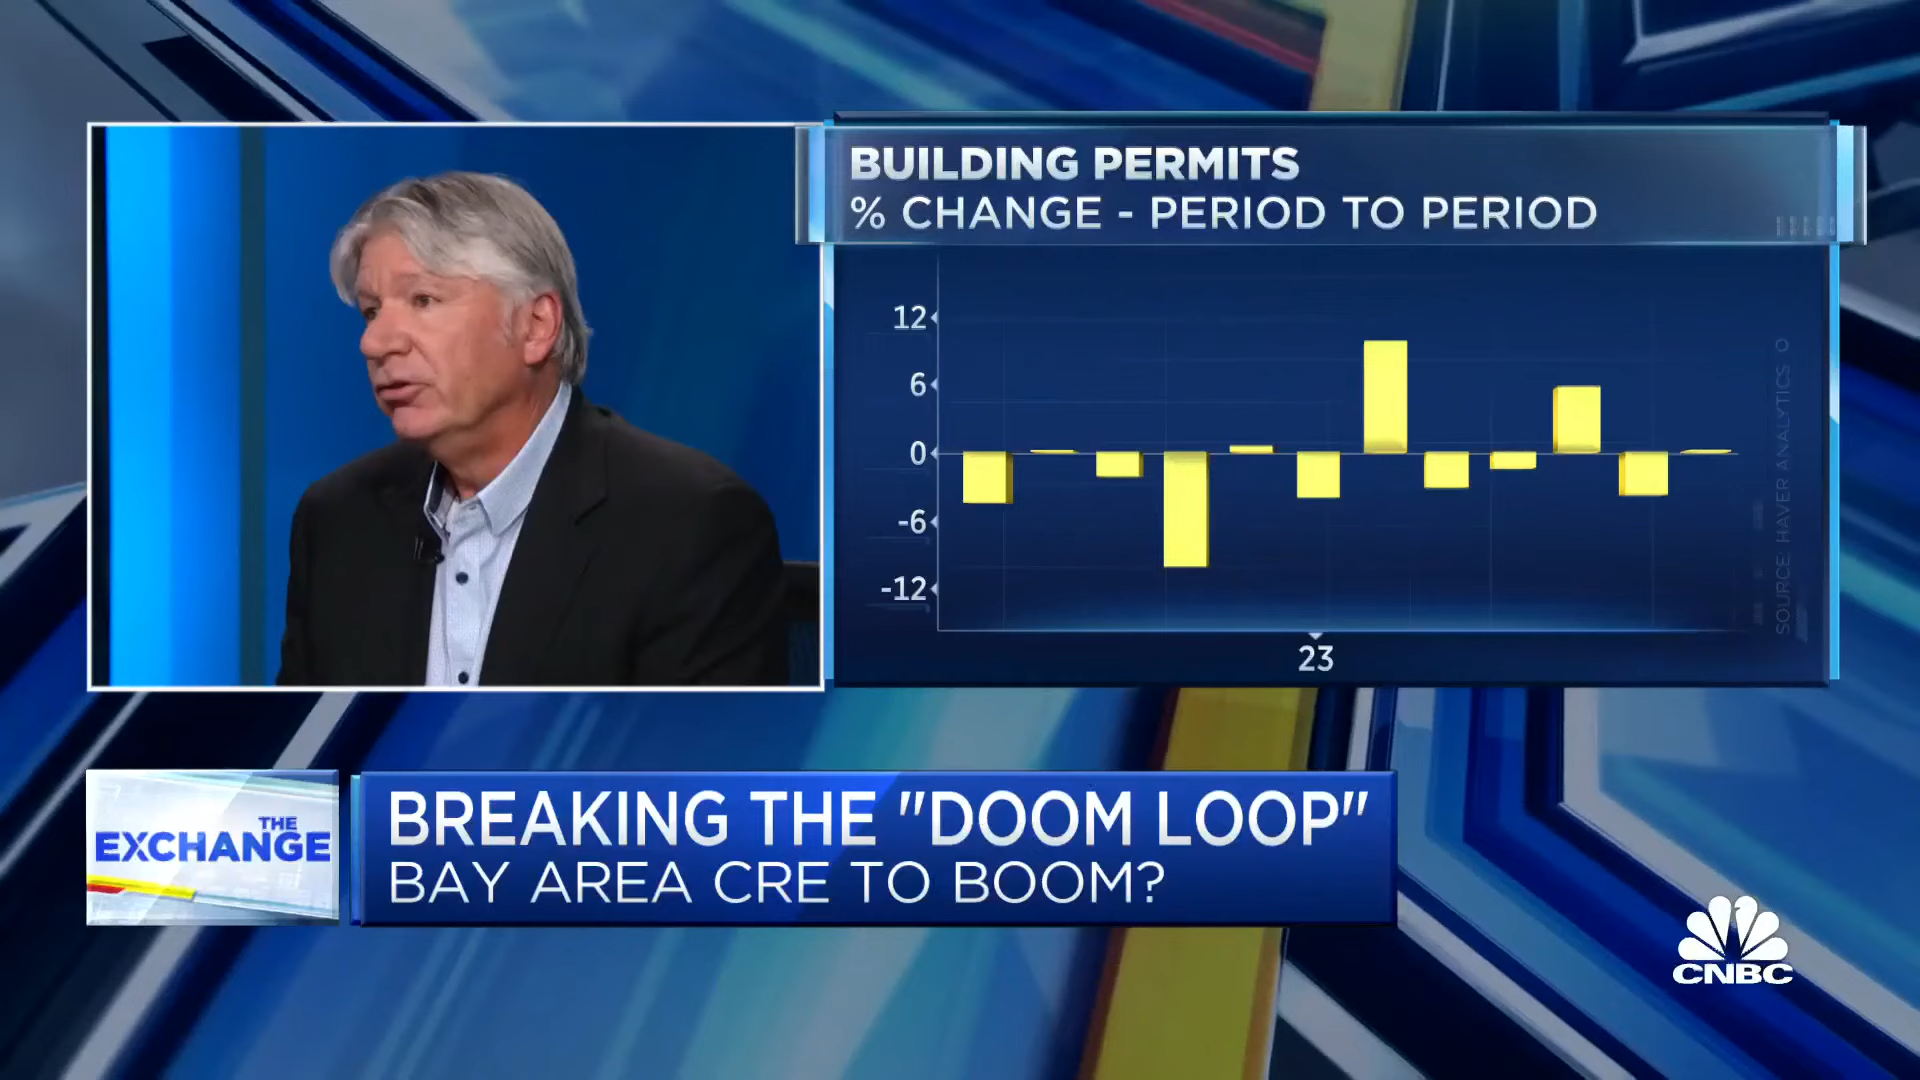 BUILDING PERMITS
% CHANGE - PERIOD TO PERIOD
12
6
0
-6
-12
23
SOURCE: HAVER ANALYTICS
THE
EXCHANGE
BREAKING THE "DOOM LOOP"
BAY AREA CRE TO BOOM?
CNBC